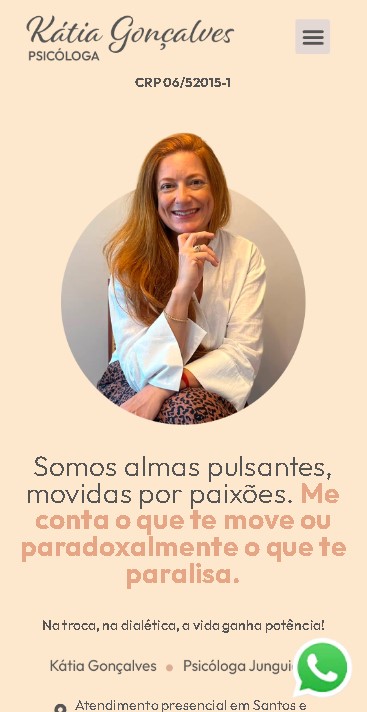 Kátia Gonçalves
PSICÓLOGA
CRP 06/52015-1
Somos almas pulsantes,
movidas por paixões. Me
conta o que te move ou
paradoxalmente o que te
paralisa.
Na troca, na dialética, a vida ganha potência!
Kátia Gonçalves • Psicóloga
Atendimento presencial em Santos e